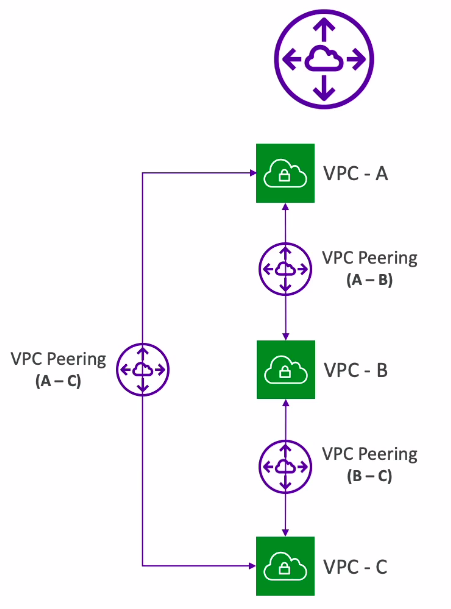 VPC - A
VPC Peering
(A – B)
VPC Peering
(A – C)
VPC - B
VPC Peering
(B – C)
VPC - C